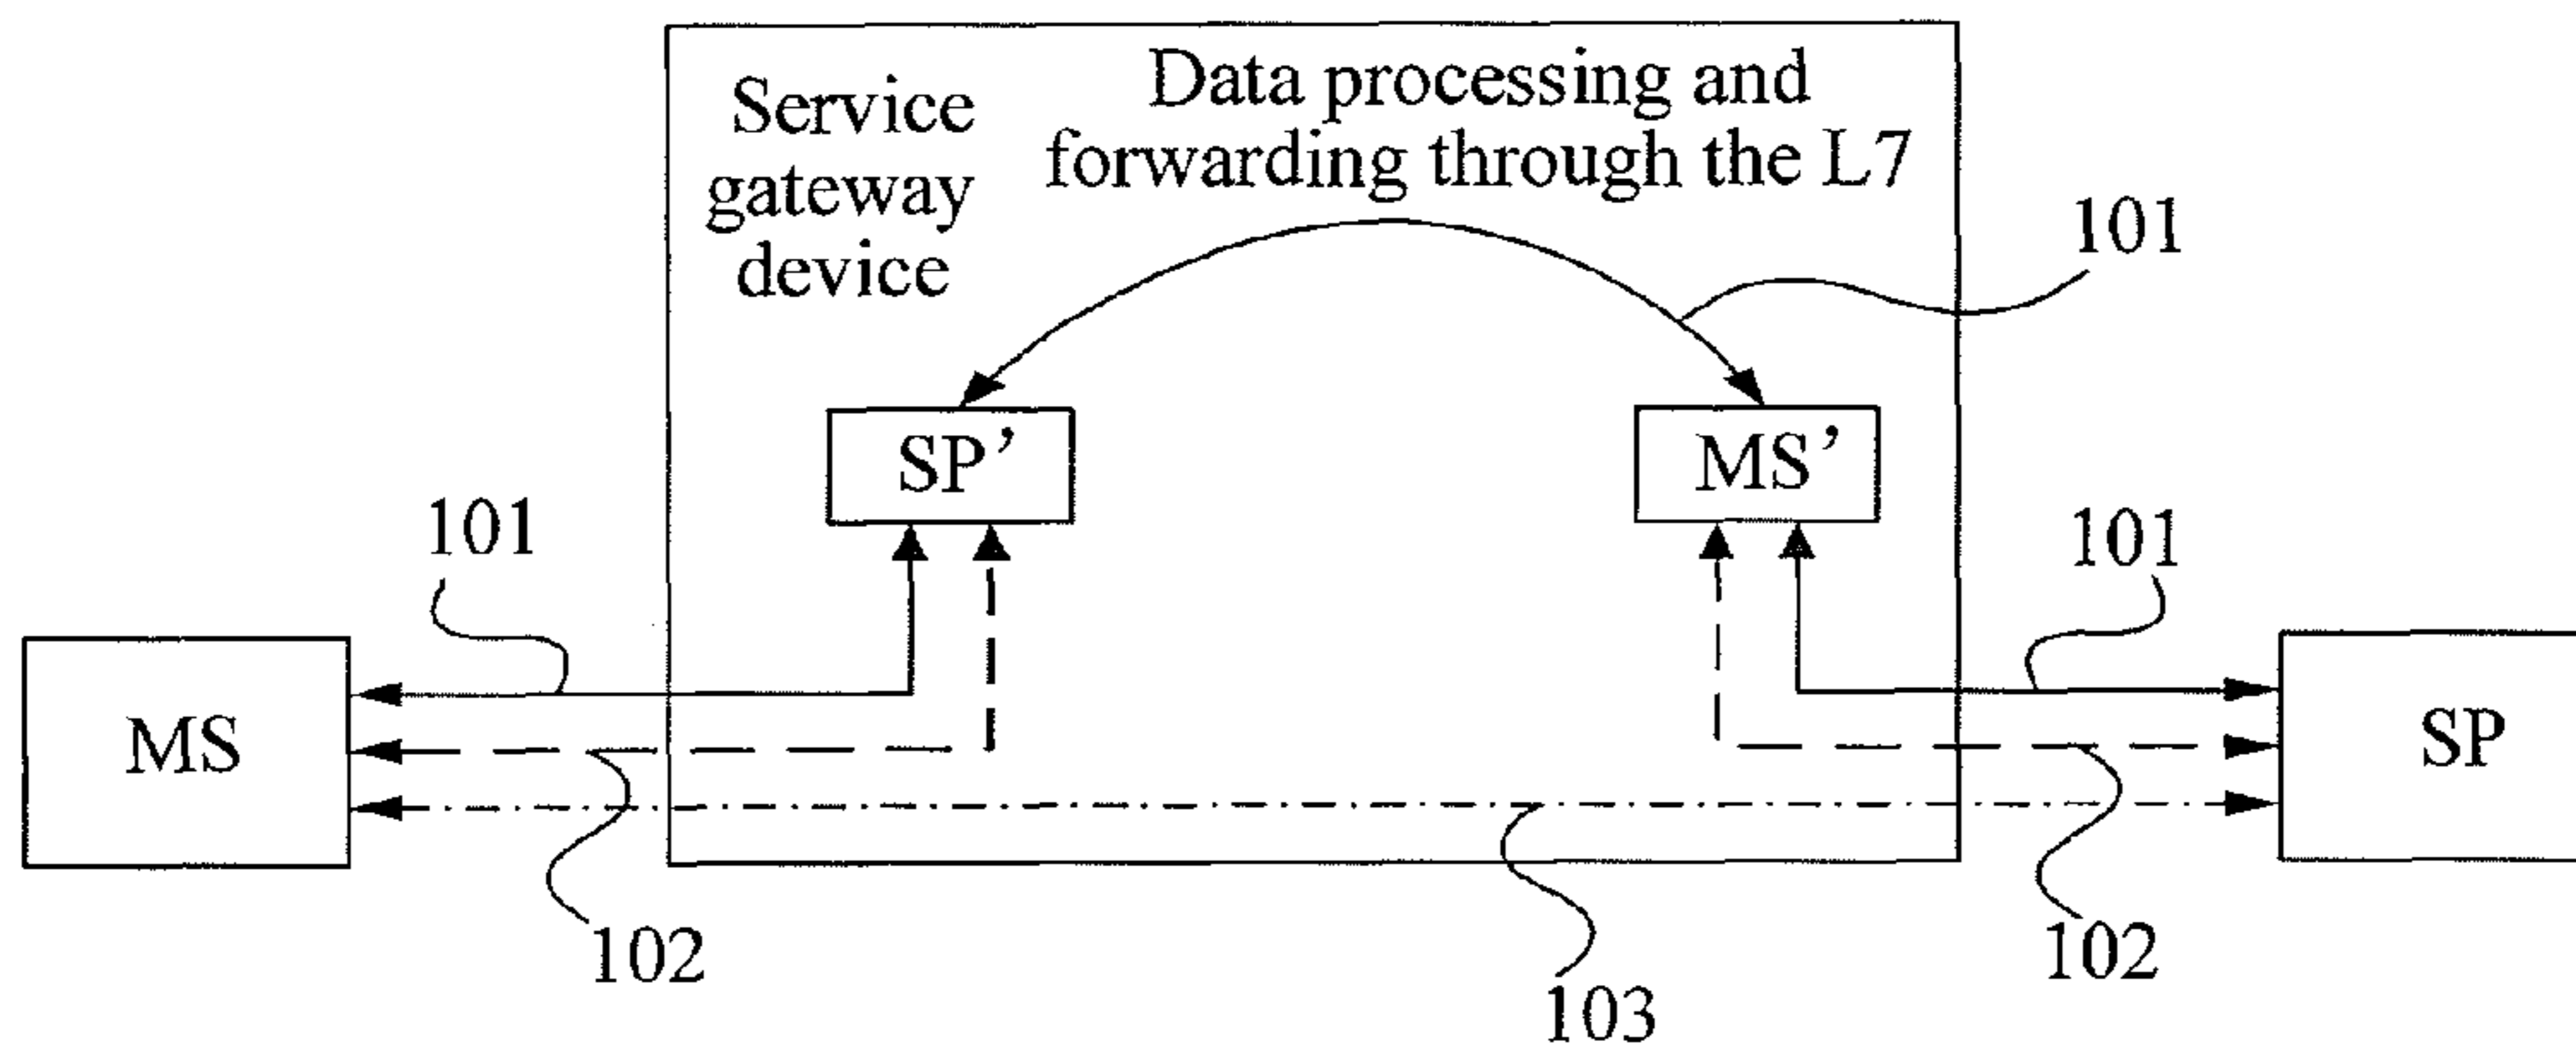 Service
gateway
device
Data processing and
forwarding through the L7
101
SP’
MS’
101
101
MS
SP
102
102
103